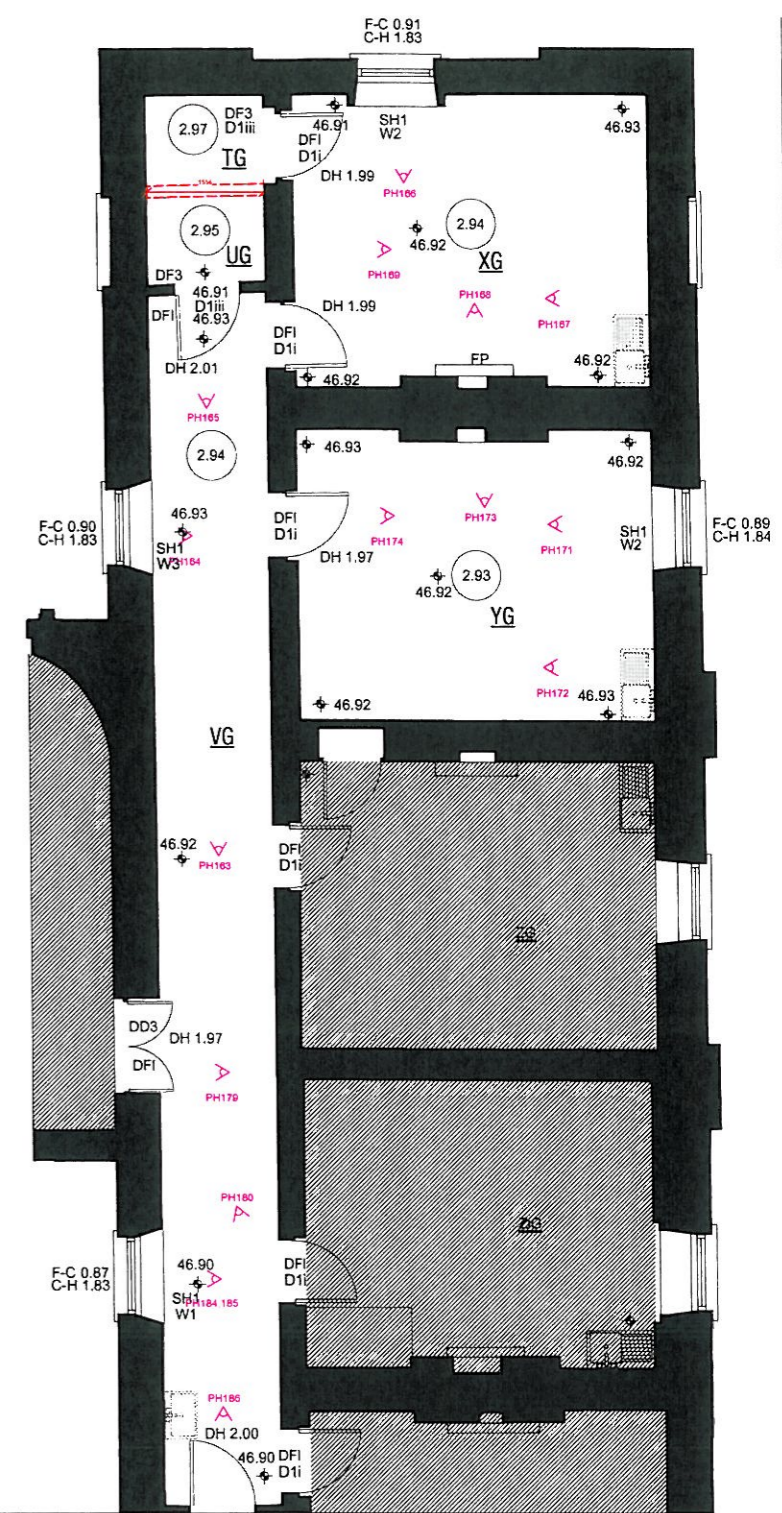 F-C 0.91
C-H 1.83
2.97
DF3
D1iii
TG
DFI
D1i
46.91
SH1
W2
46.93
DH 1.99
PH166
2.94
46.92
XG
PH169
2.95
UG
DF3
46.91
D1iii
DFI
46.93
DH 1.99
PH168
PH167
DFI
D1i
DH 2.01
FP
46.92
46.92
PH165
2.94
46.93
46.92
F-C 0.90
C-H 1.83
46.93
SH1
W3
PH164
DFI
D1i
DH 1.97
PH174
PH173
PH171
SH1
W2
F-C 0.89
C-H 1.84
46.92
2.93
YG
PH172
46.92
46.93
VG
46.92
PH163
DFI
D1i
ZG
DD3
DFI
DH 1.97
PH179
PH180
F-C 0.87
C-H 1.83
46.90
SH1
W1
PH184 185
DFI
D1i
PH186
DH 2.00
46.90
DFI
D1i